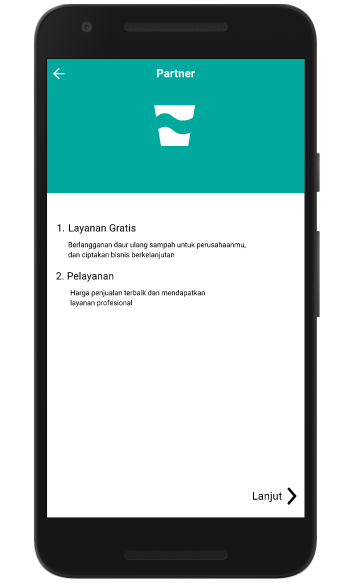 Partner
1. Layanan Gratis
Berlangganan daur ulang sampah untuk perusahaanmu,
dan ciptakan bisnis berkelanjutan
2. Pelayanan
Harga penjualan terbaik dan mendapatkan
layanan profesional
Lanjut